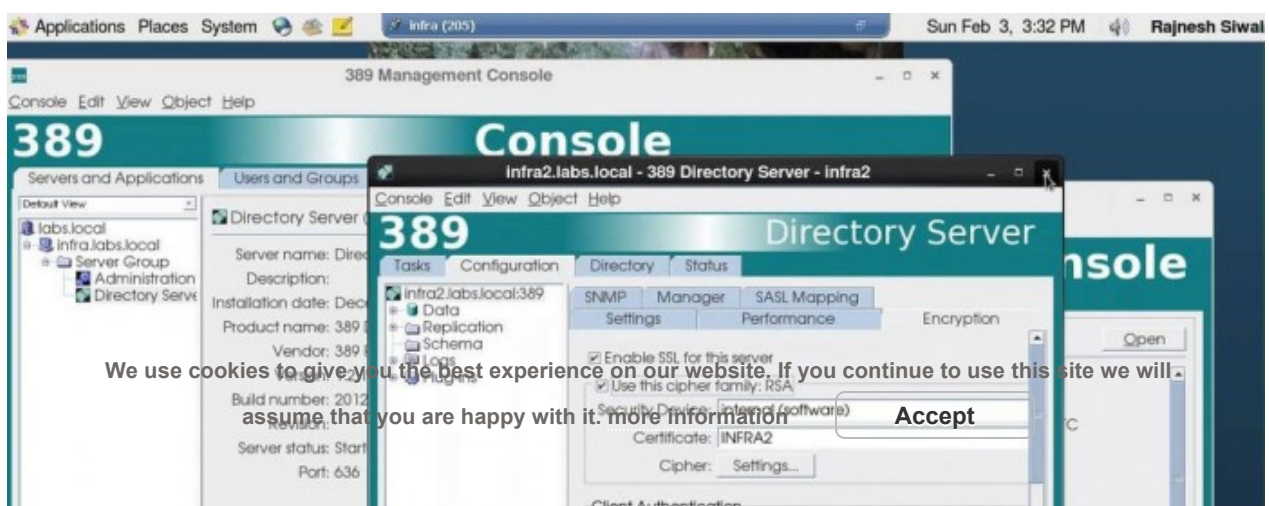 Applications Places System
infra (205)
Sun Feb 3, 3:32 PM
Rajnesh Siwal
389 Management Console
Console Edit View Object Help
389 Console
Servers and Applications
Users and Groups
Default View
labs.local
infra.labs.local
Server Group
Administration
Directory Serve
Directory Server (
Server name: Direc
Description:
Installation date: Dece
Product name: 389 D
Vendor: 389 P
Build number: 2012
Revision:
Server status: Start
Port: 636
infra2.labs.local - 389 Directory Server - infra2
Console Edit View Object Help
389 Directory Server
Tasks Configuration Directory Status
infra2.labs.local:389
Data
Replication
Schema
Logs
Plug-ins
SNMP Manager SASL Mapping
Settings Performance Encryption
Enable SSL for this server
Use this cipher family: RSA
Security Device: internal (software)
Certificate: INFRA2
Cipher: Settings...
Client Authentication
nsole
Open
We use cookies to give you the best experience on our website. If you continue to use this site we will
assume that you are happy with it. more information
Accept